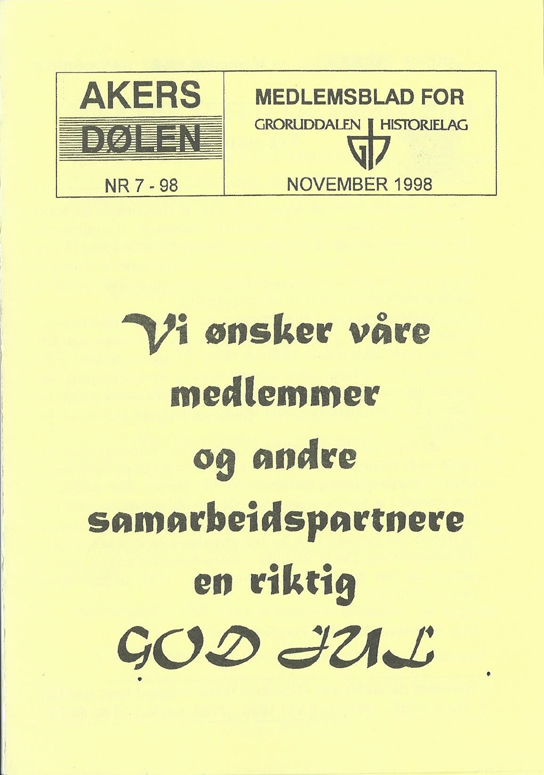 AKERS
DØLEN
NR 7 - 98
MEDLEMSBLAD FOR
GRORUDDALEN HISTORIELAG
NOVEMBER 1998
Vi ønsker våre
medlemmer
og andre
samarbeidspartnere
en riktig
GOD JUL